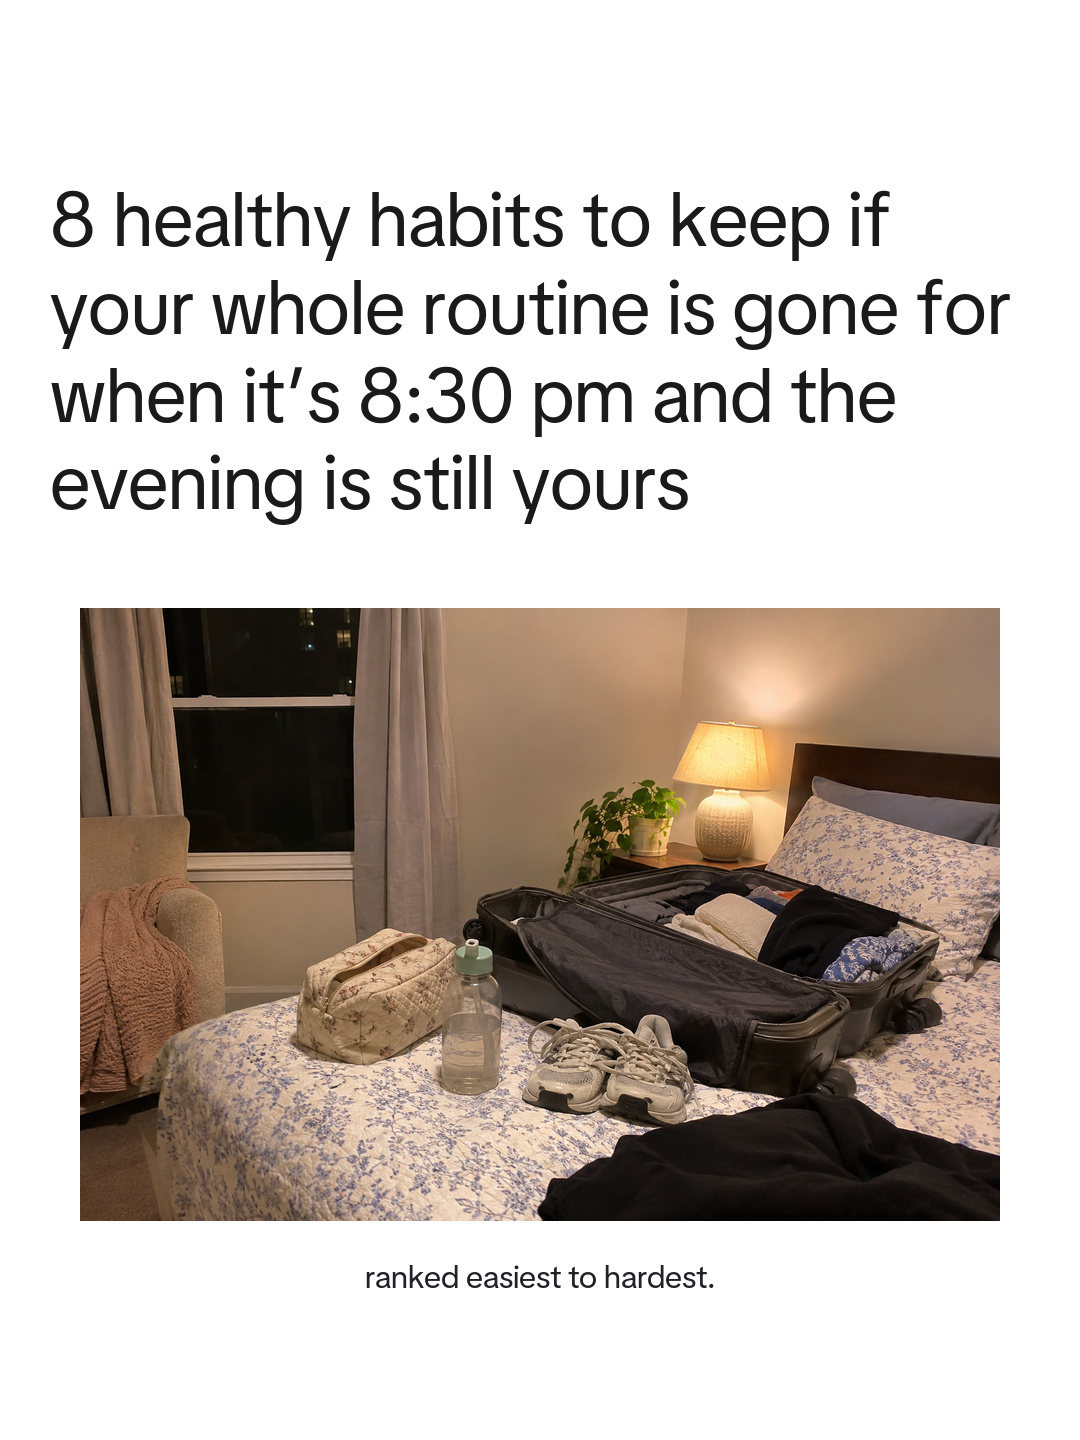 8 healthy habits to keep if
your whole routine is gone for
when it’s 8:30 pm and the
evening is still yours
ranked easiest to hardest.